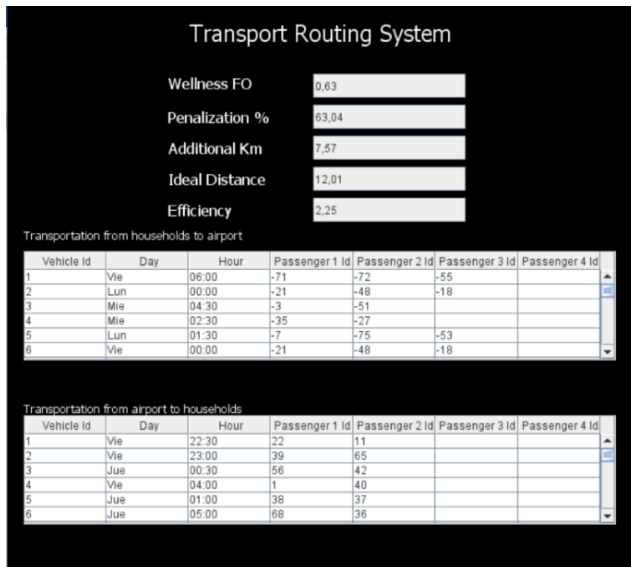 Transport Routing System
Wellness FO 0,63
Penalization % 63,04
Additional Km 7,57
Ideal Distance 12,01
Efficiency 2,25
Transportation from households to airport
Vehicle Id Day Hour Passenger 1 Id Passenger 2 Id Passenger 3 Id Passenger 4 Id
1 Vie 06:00 -71 -72 -55
2 Lun 00:00 -21 -48 -18
3 Mie 04:30 -3 -51
4 Mie 02:30 -35 -27
5 Lun 01:30 -7 -75 -53
6 Vie 00:00 -21 -48 -18
Transportation from airport to households
Vehicle Id Day Hour Passenger 1 Id Passenger 2 Id Passenger 3 Id Passenger 4 Id
1 Vie 22:30 22 11
2 Vie 23:00 39 65
3 Jue 00:30 56 42
4 Vie 04:00 1 40
5 Jue 01:00 38 37
6 Jue 05:00 68 36